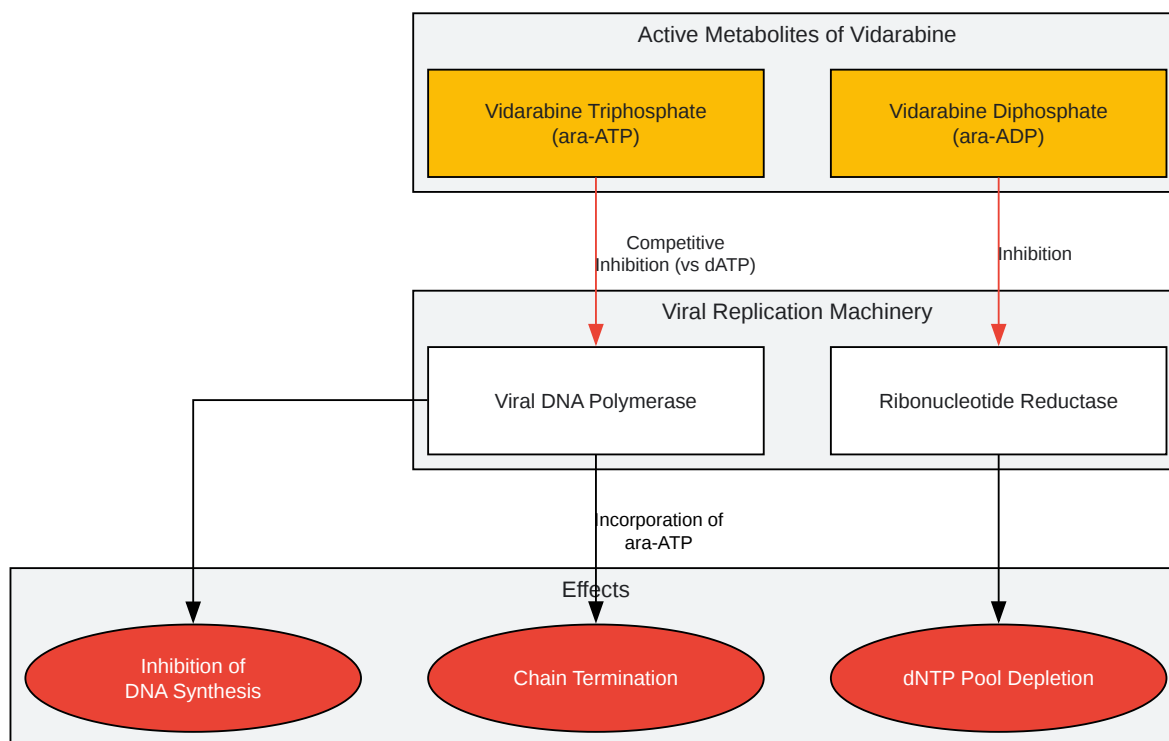 Active Metabolites of Vidarabine
Vidarabine Triphosphate
(ara-ATP)
Vidarabine Diphosphate
(ara-ADP)
Competitive
Inhibition (vs dATP)
Inhibition
Viral Replication Machinery
Viral DNA Polymerase
Ribonucleotide Reductase
Incorporation of
ara-ATP
Effects
Inhibition of
DNA Synthesis
Chain Termination
dNTP Pool Depletion